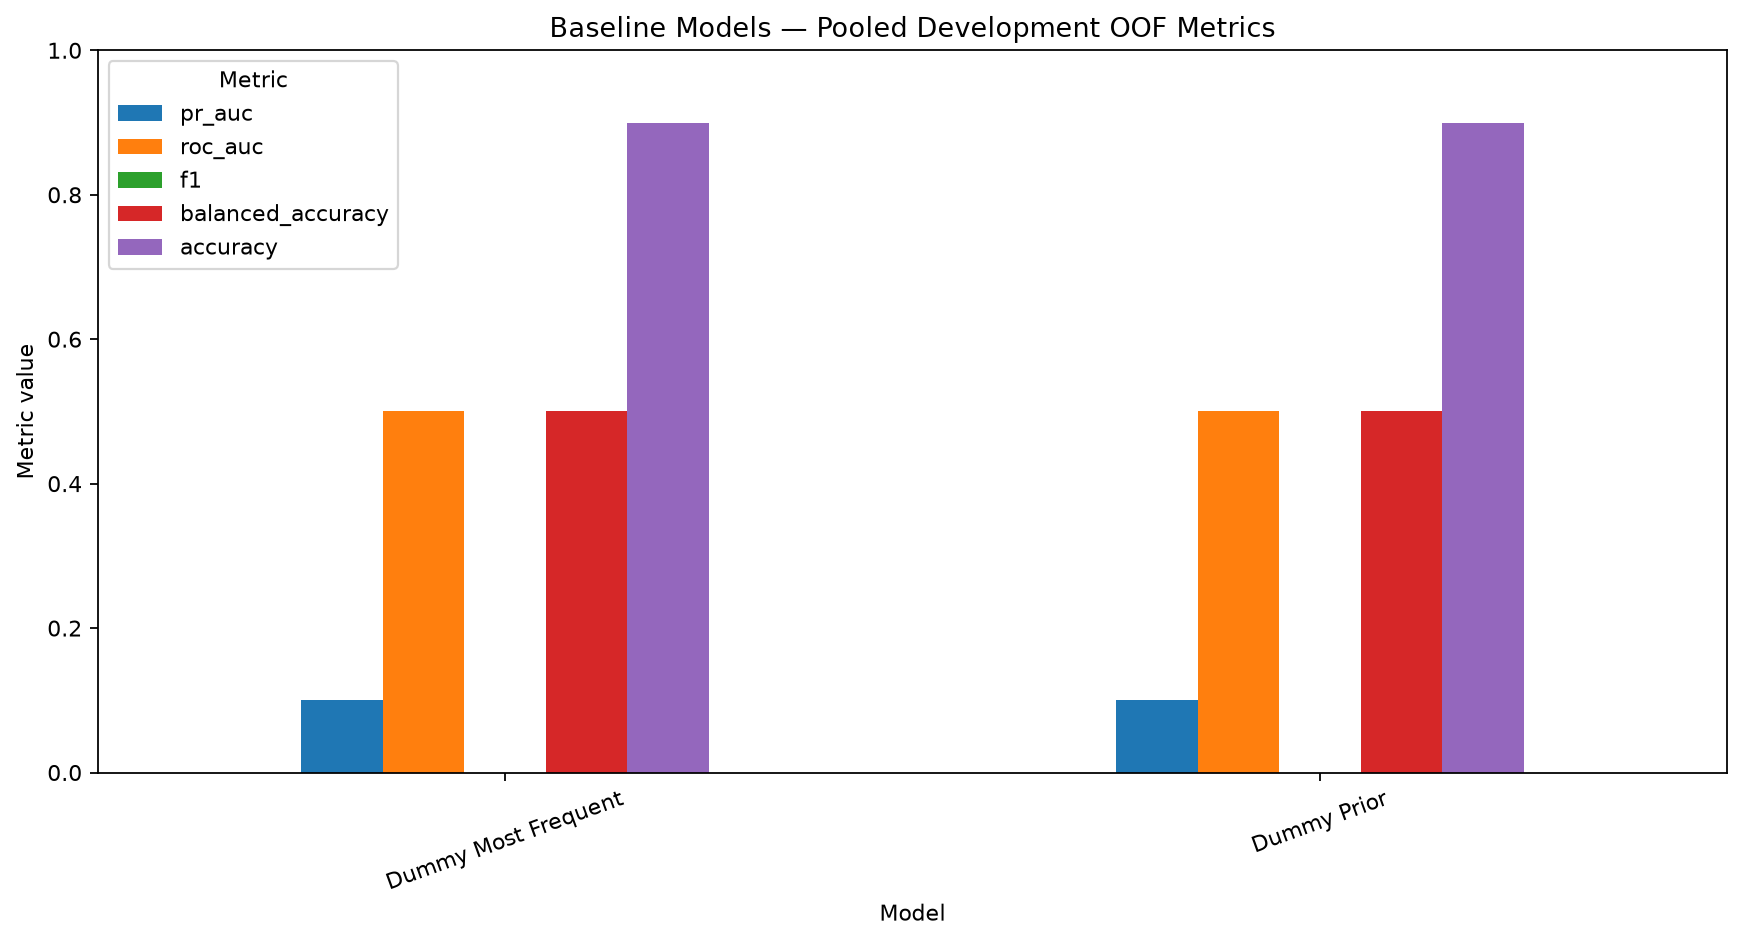 Baseline Models — Pooled Development OOF Metrics
Metric
pr_auc
roc_auc
f1
balanced_accuracy
accuracy
Metric value
1.0
0.8
0.6
0.4
0.2
0.0
Dummy Most Frequent
Dummy Prior
Model